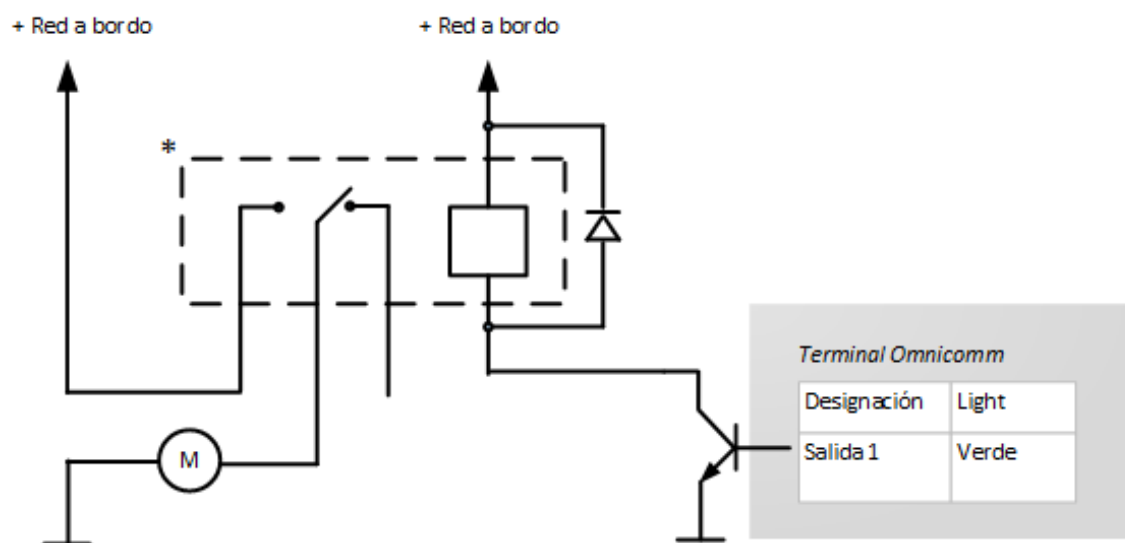 + Red a bordo
+ Red a bordo
*
M
Terminal Omnicomm
Designación Light
Salida 1 Verde